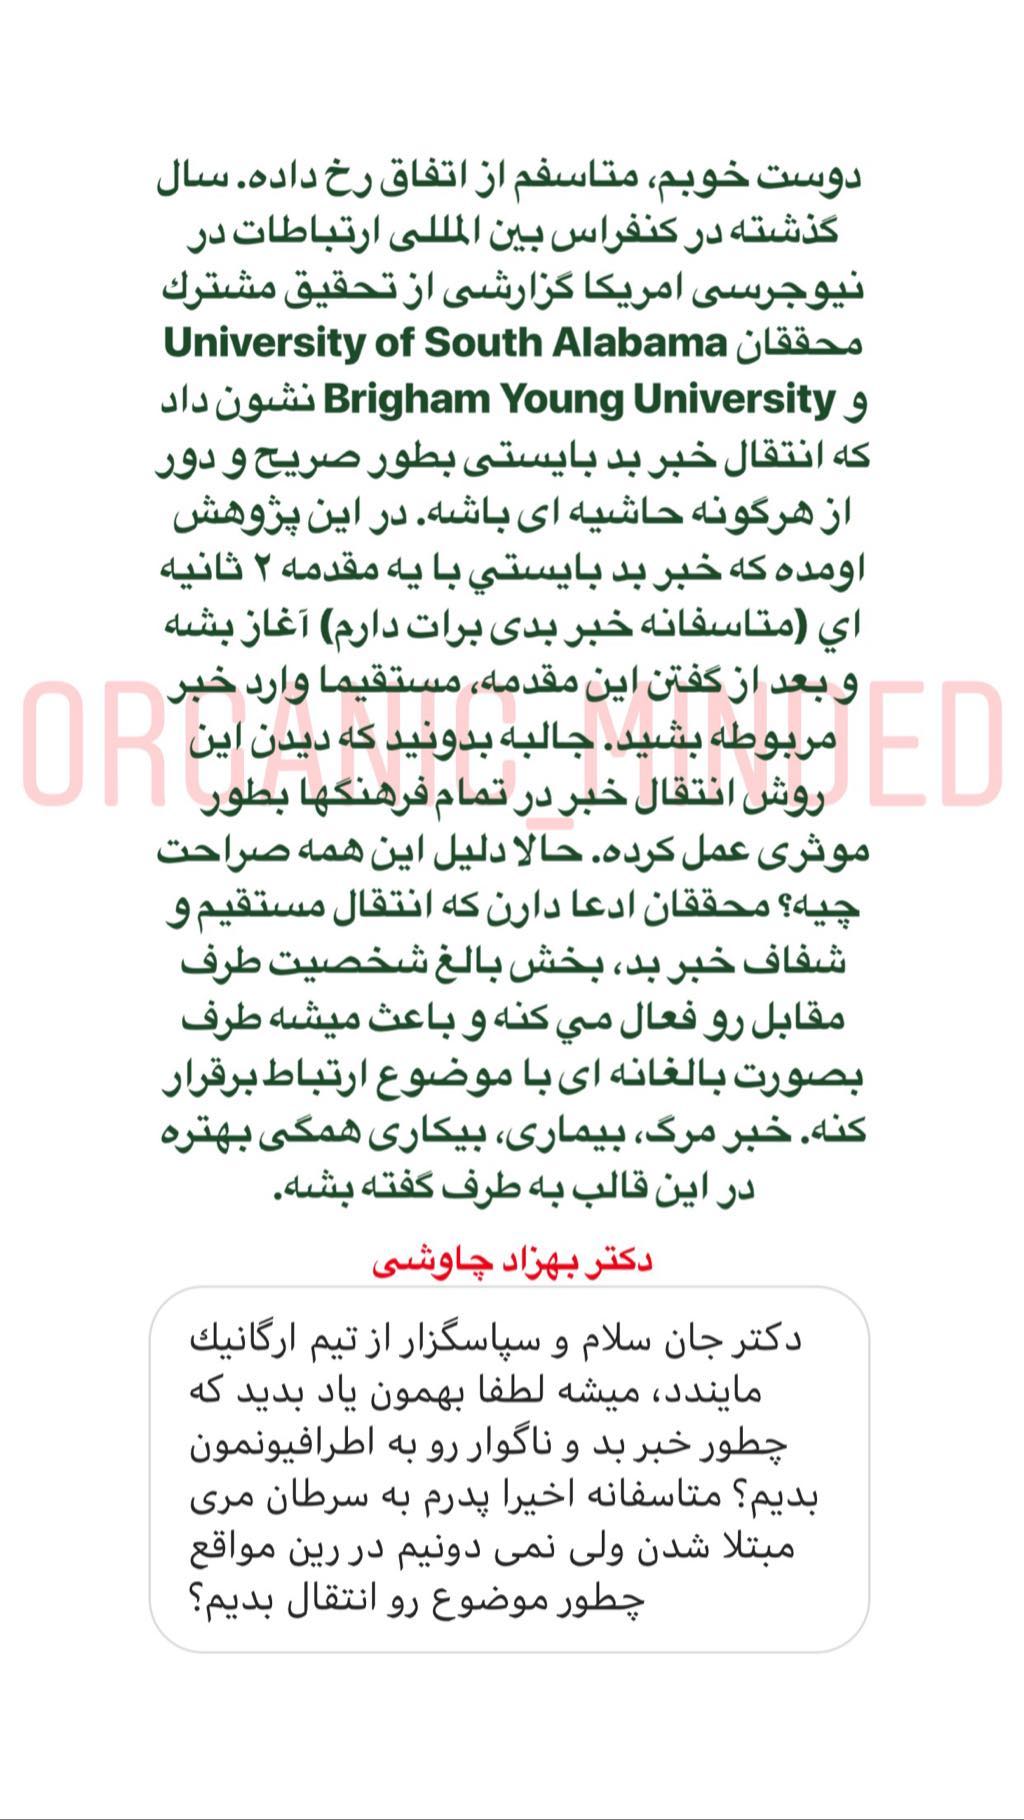 دوست خوبم، متاسفم از اتفاق رخ داده. سال
گذشته در کنفراس بین المللی ارتباطات در
نیوجرسی امریکا گزارشی از تحقیق مشترك
محققان University of South Alabama
و Brigham Young University نشون داد
که انتقال خبر بد بایستی بطور صریح و دور
از هرگونه حاشیه ای باشه. در این پژوهش
اومده که خبر بد بایستي با یه مقدمه ۲ ثانیه
اي (متاسفانه خبر بدی برات دارم) آغاز بشه
و بعد از گفتن این مقدمه، مستقیما وارد خبر
مربوطه بشید. جالبه بدونید که دیدن این
روش انتقال خبر در تمام فرهنگها بطور
موثری عمل کرده. حالا دلیل این همه صراحت
چیه؟ محققان ادعا دارن که انتقال مستقیم و
شفاف خبر بد، بخش بالغ شخصیت طرف
مقابل رو فعال مي کنه و باعث میشه طرف
بصورت بالغانه ای با موضوع ارتباط برقرار
کنه. خبر مرگ، بیماری، بیکاری همگی بهتره
در این قالب به طرف گفته بشه.
ORGANIC_MINDED
دکتر بهزاد چاوشی
دکتر جان سلام و سپاسگزار از تیم ارگانیك
مایندد، میشه لطفا بهمون یاد بدید که
چطور خبر بد و ناگوار رو به اطرافیونمون
بدیم؟ متاسفانه اخیرا پدرم به سرطان مری
مبتلا شدن ولی نمی دونیم در رین مواقع
چطور موضوع رو انتقال بدیم؟